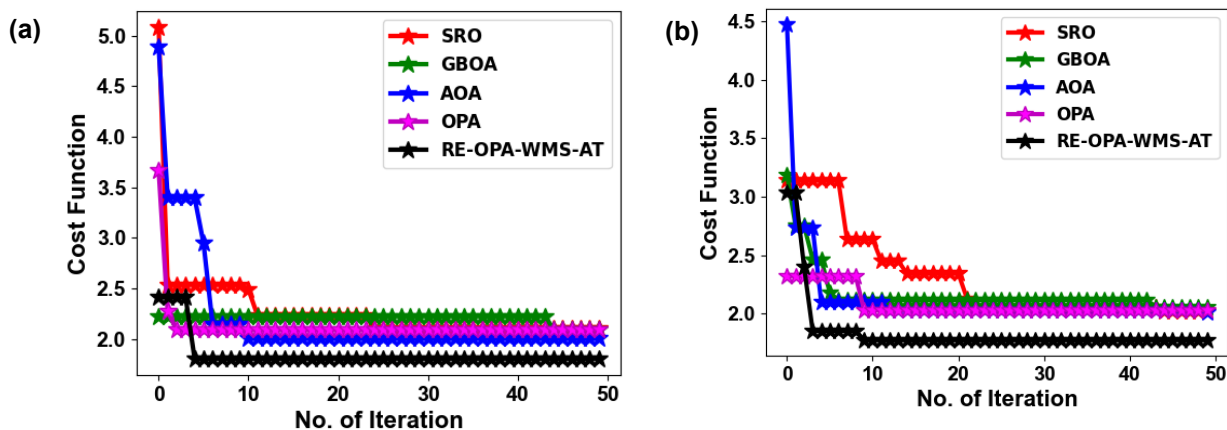 (a)
5.0
4.5
4.0
3.5
3.0
2.5
2.0
Cost Function
SRO
GBOA
AOA
OPA
RE-OPA-WMS-AT
0 10 20 30 40 50
No. of Iteration
(b)
4.5
4.0
3.5
3.0
2.5
2.0
Cost Function
SRO
GBOA
AOA
OPA
RE-OPA-WMS-AT
0 10 20 30 40 50
No. of Iteration